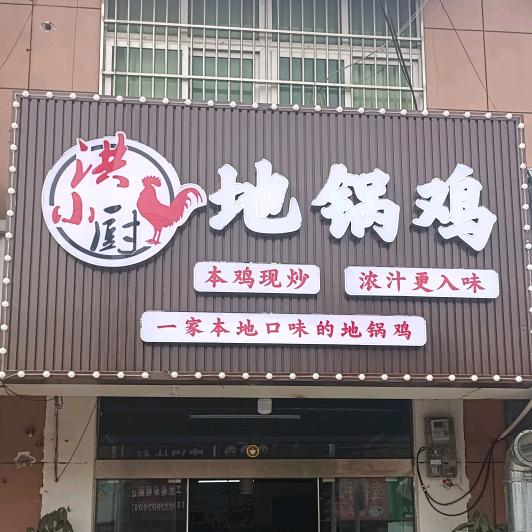 洪小厨
地锅鸡
本鸡现炒
浓汁更入味
一家本地口味的地锅鸡